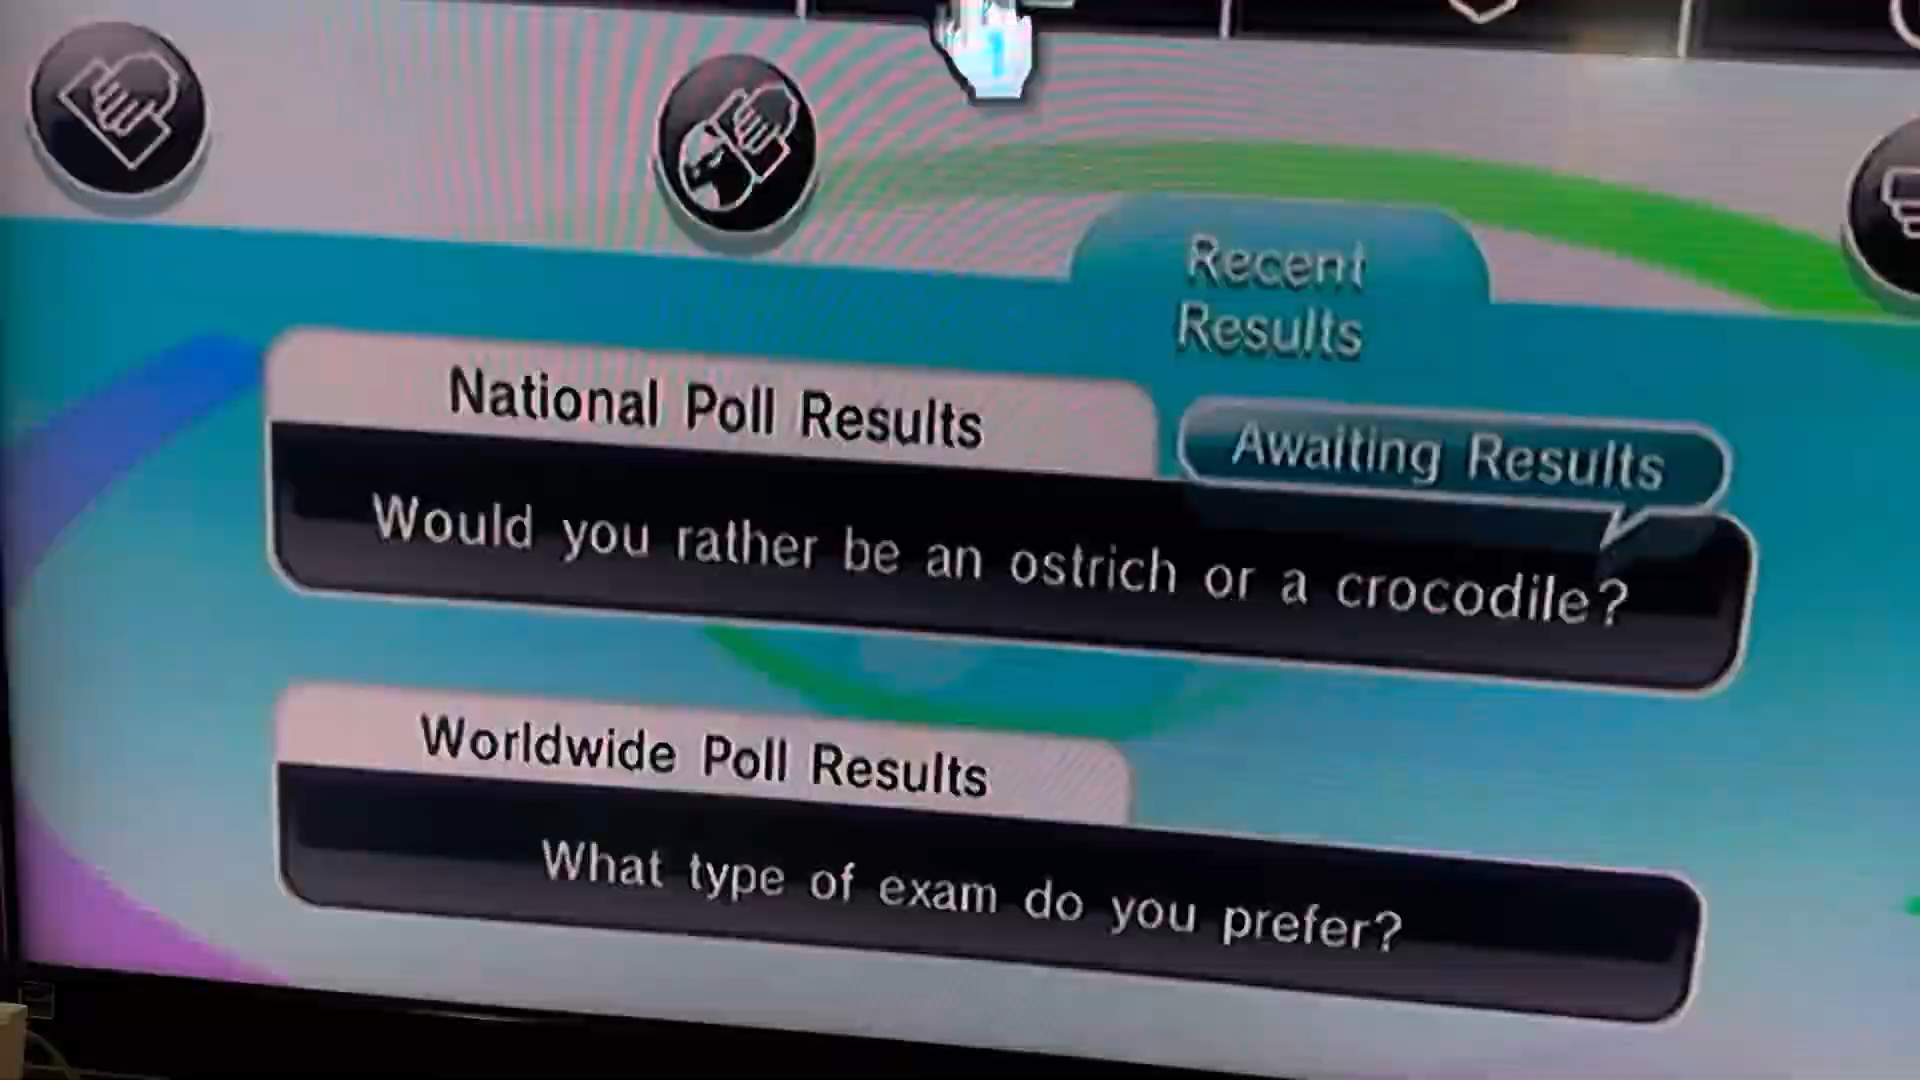 Recent
Results
National Poll Results
Awaiting Results
Would you rather be an ostrich or a crocodile?
Worldwide Poll Results
What type of exam do you prefer?
1